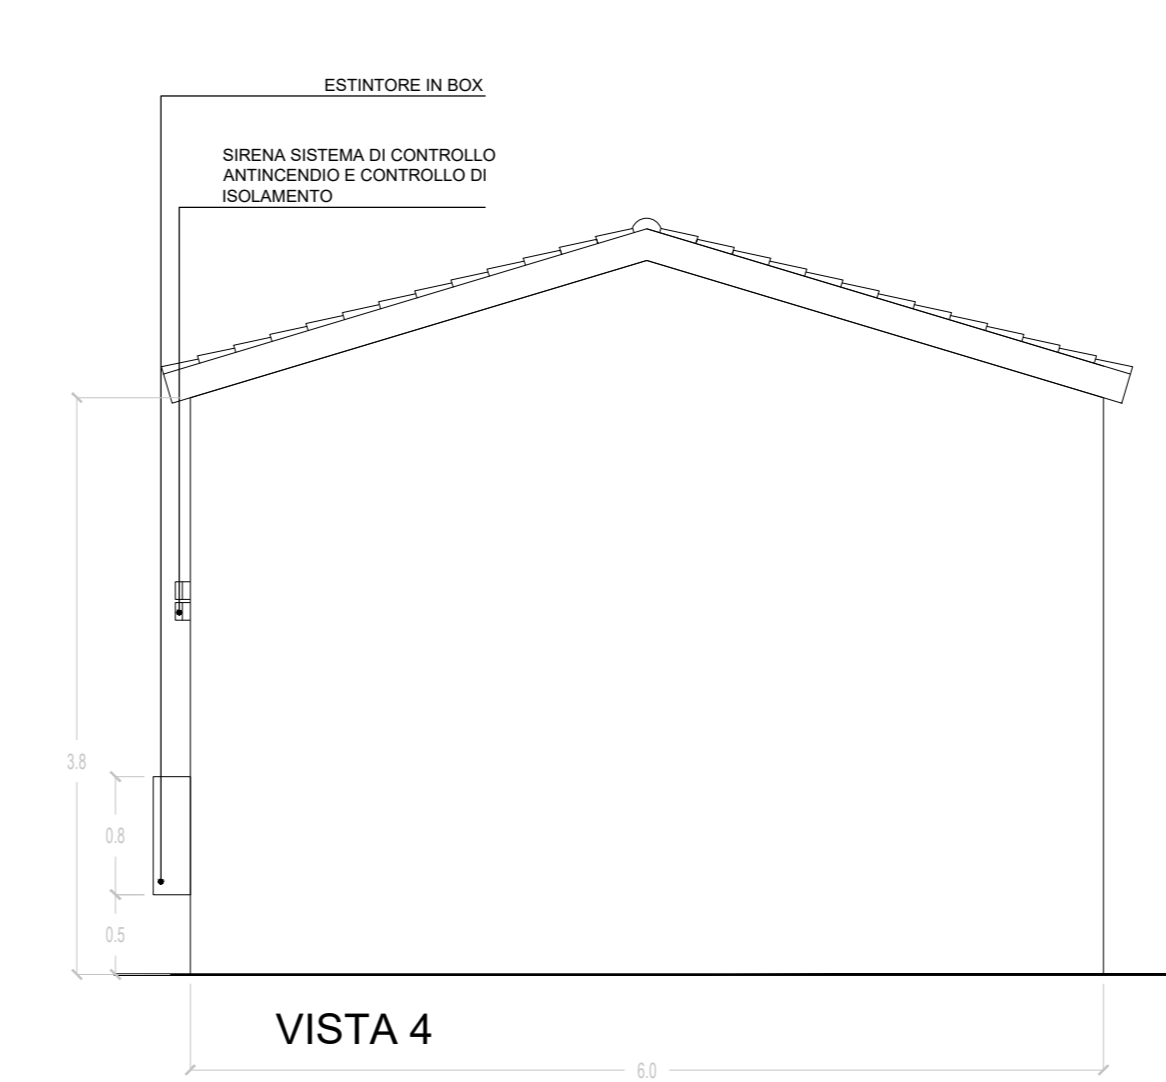 ESTINTORE IN BOX
SIRENA SISTEMA DI CONTROLLO
ANTINCENDIO E CONTROLLO DI
ISOLAMENTO
3.8
0.8
0.5
VISTA 4
6.0